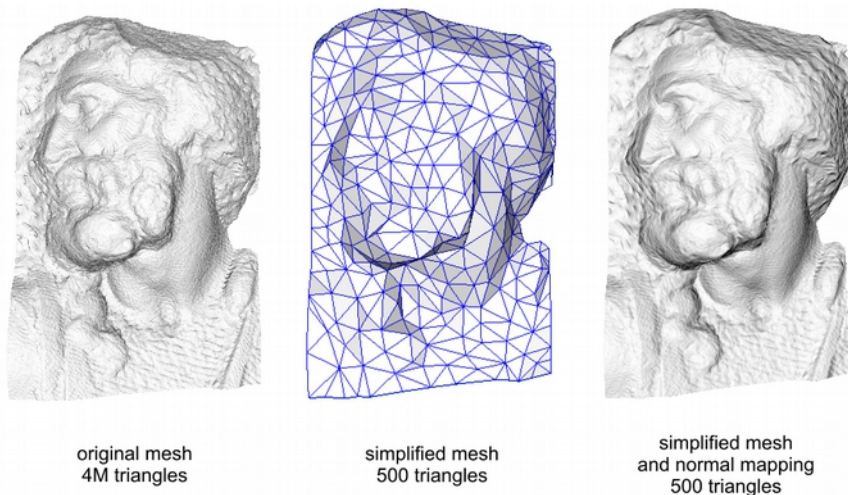 original mesh
4M triangles
simplified mesh
500 triangles
simplified mesh
and normal mapping
500 triangles